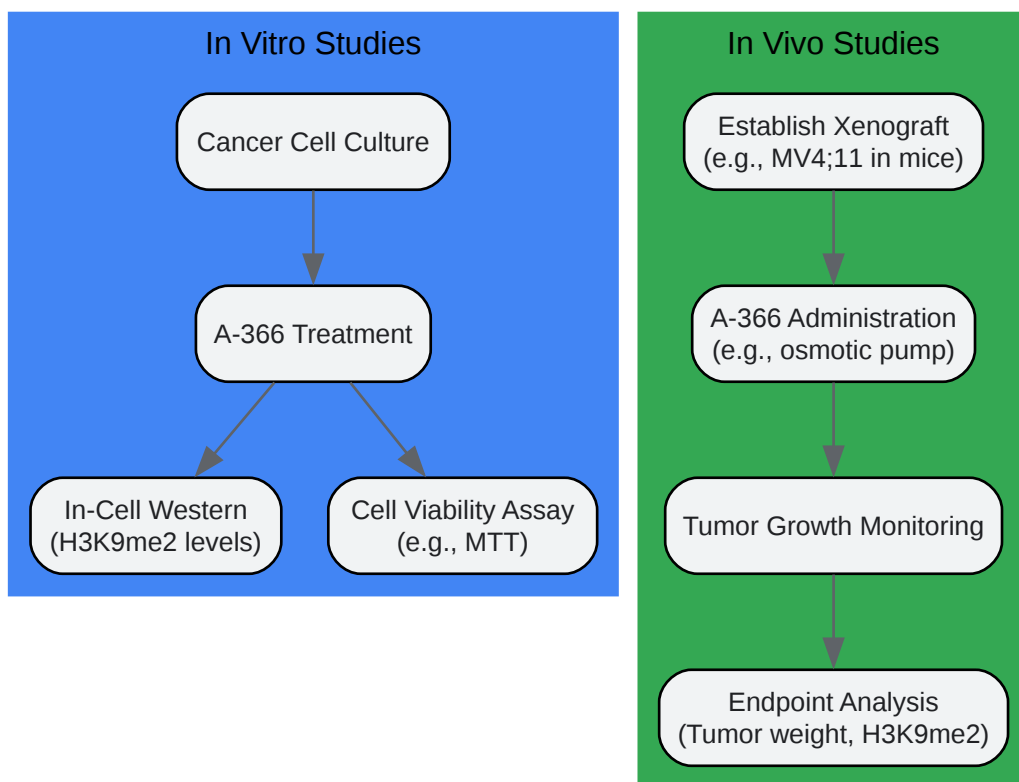 In Vitro Studies
Cancer Cell Culture
A-366 Treatment
In-Cell Western
(H3K9me2 levels)
Cell Viability Assay
(e.g., MTT)
In Vivo Studies
Establish Xenograft
(e.g., MV4;11 in mice)
A-366 Administration
(e.g., osmotic pump)
Tumor Growth Monitoring
Endpoint Analysis
(Tumor weight, H3K9me2)